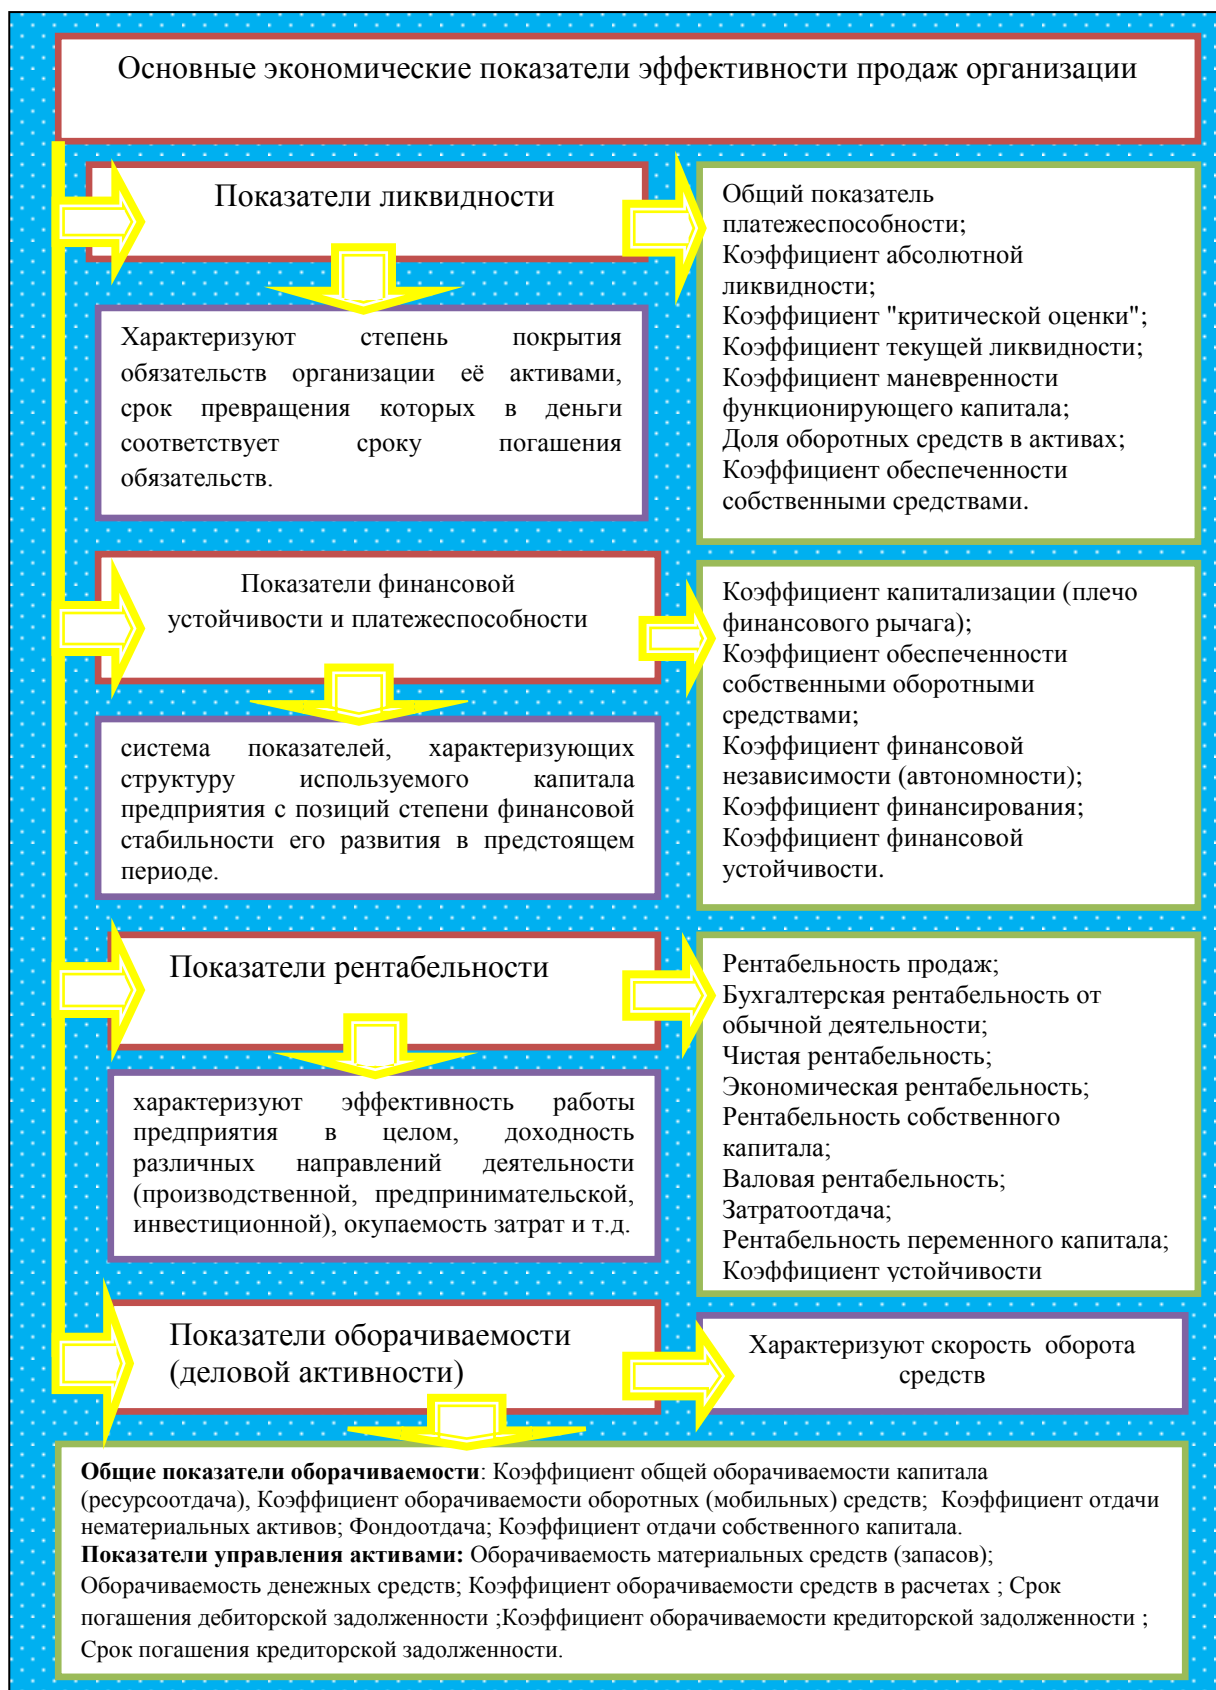 Основные экономические показатели эффективности продаж организации
Показатели ликвидности
Общий показатель
платежеспособности;
Коэффициент абсолютной
ликвидности;
Коэффициент "критической оценки";
Коэффициент текущей ликвидности;
Коэффициент маневренности
функционирующего капитала;
Доля оборотных средств в активах;
Коэффициент обеспеченности
собственными средствами.
Характеризуют степень покрытия
обязательств организации её активами,
срок превращения которых в деньги
соответствует сроку погашения
обязательств.
Показатели финансовой
устойчивости и платежеспособности
Коэффициент капитализации (плечо
финансового рычага);
Коэффициент обеспеченности
собственными оборотными
средствами;
Коэффициент финансовой
независимости (автономности);
Коэффициент финансирования;
Коэффициент финансовой
устойчивости.
система показателей, характеризующих
структуру используемого капитала
предприятия с позиций степени финансовой
стабильности его развития в предстоящем
периоде.
Показатели рентабельности
Рентабельность продаж;
Бухгалтерская рентабельность от
обычной деятельности;
Чистая рентабельность;
Экономическая рентабельность;
Рентабельность собственного
капитала;
Валовая рентабельность;
Затратоотдача;
Рентабельность переменного капитала;
Коэффициент устойчивости
характеризуют эффективность работы
предприятия в целом, доходность
различных направлений деятельности
(производственной, предпринимательской,
инвестиционной), окупаемость затрат и т.д.
Показатели оборачиваемости
(деловой активности)
Характеризуют скорость оборота
средств
Общие показатели оборачиваемости: Коэффициент общей оборачиваемости капитала
(ресурсоотдача), Коэффициент оборачиваемости оборотных (мобильных) средств; Коэффициент отдачи
нематериальных активов; Фондоотдача; Коэффициент отдачи собственного капитала.
Показатели управления активами: Оборачиваемость материальных средств (запасов);
Оборачиваемость денежных средств; Коэффициент оборачиваемости средств в расчетах ; Срок
погашения дебиторской задолженности ;Коэффициент оборачиваемости кредиторской задолженности ;
Срок погашения кредиторской задолженности.